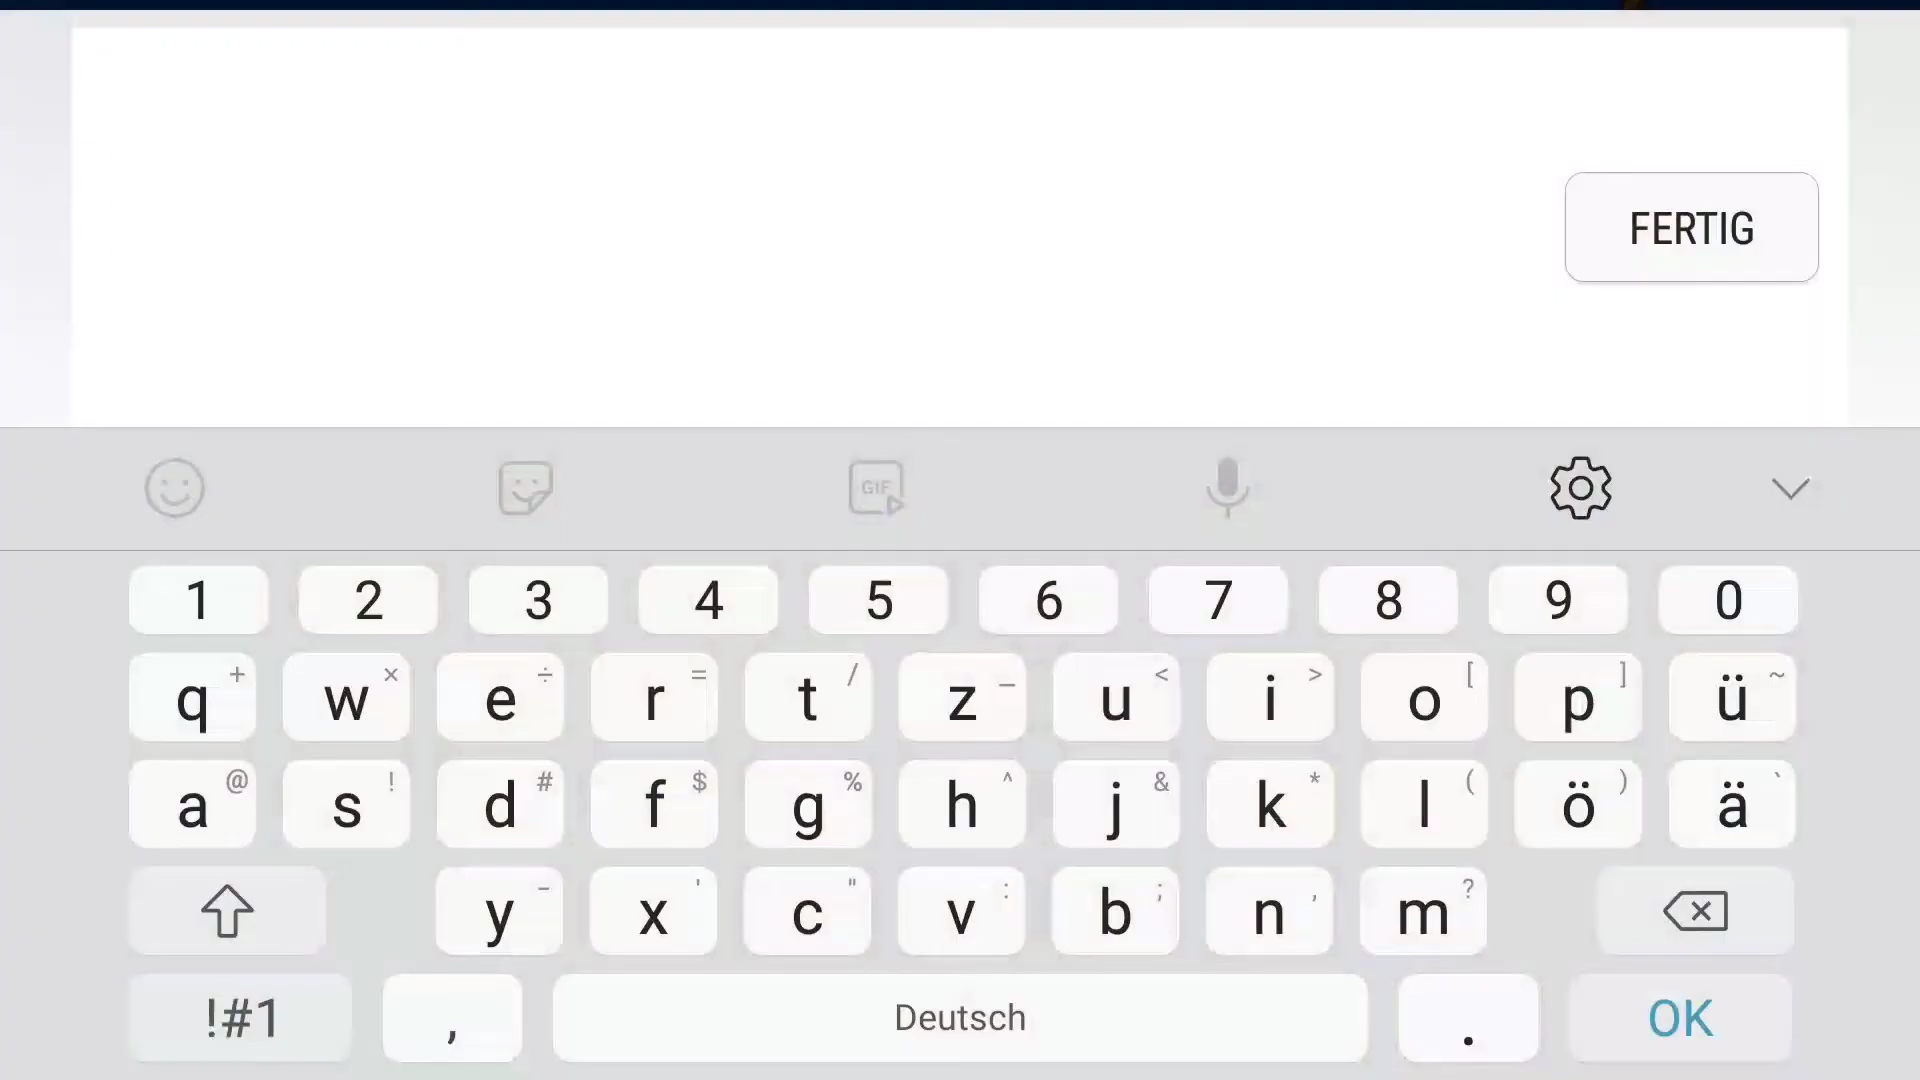 FERTIG
GIF
1 2 3 4 5 6 7 8 9 0
q + w × e ÷ r = t / z _ u < i > o [ p ] ü ~
a @ s ! d # f $ g % h ^ j & k * l ( ö ) ä `
y - x ' c " v : b ; n , m ?
!#1 , Deutsch . OK